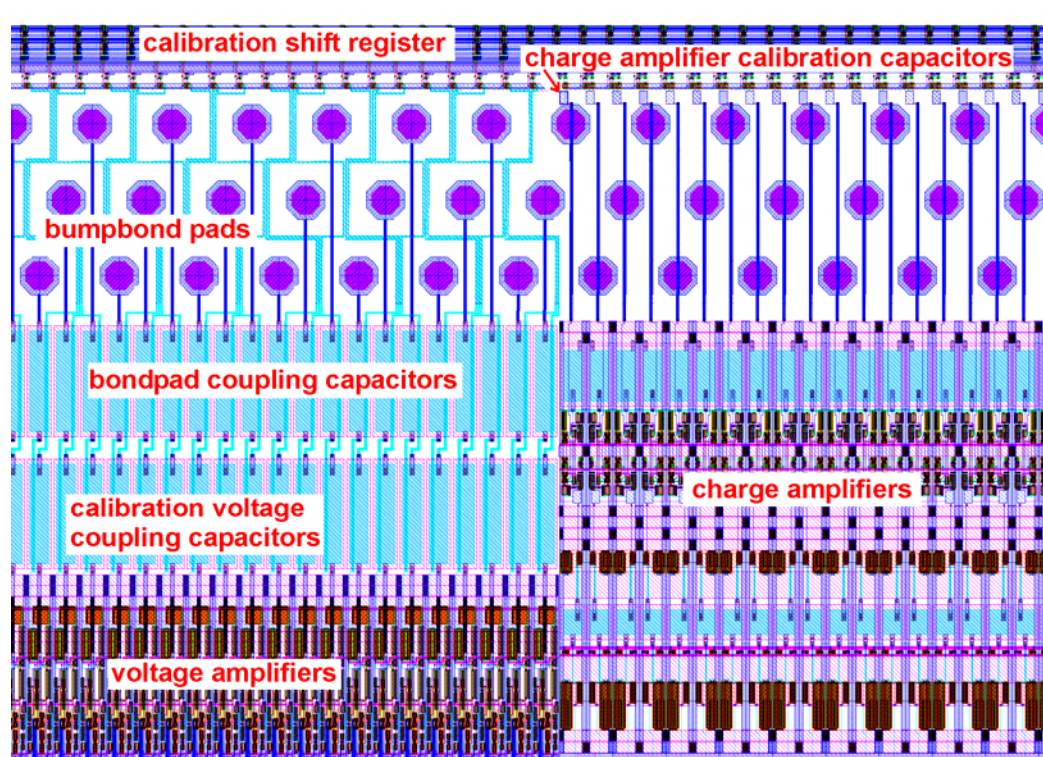 calibration shift register
charge amplifier calibration capacitors
bumpbond pads
bondpad coupling capacitors
calibration voltage
coupling capacitors
charge amplifiers
voltage amplifiers